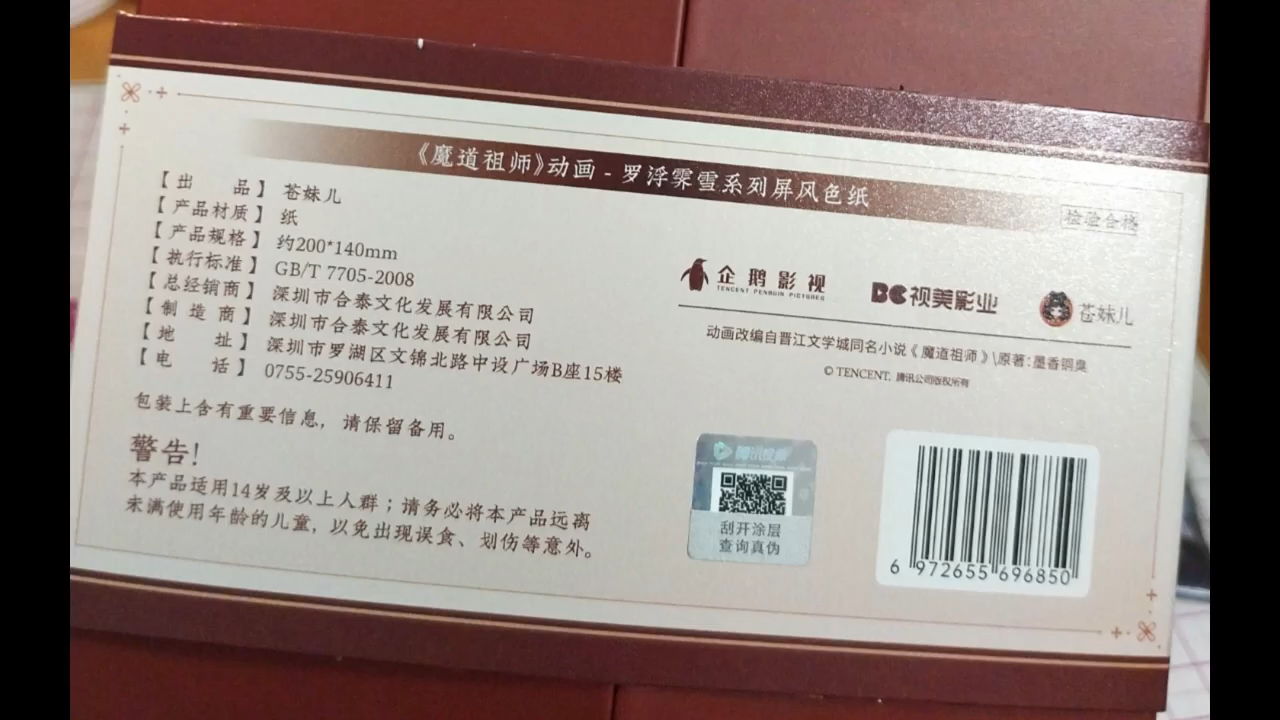 《魔道祖师》动画 - 罗浮霁雪系列屏风色纸
检验合格
【出 品】 苍妹儿
【产品材质】 纸
【产品规格】 约200*140mm
【执行标准】 GB/T 7705-2008
【总经销商】 深圳市合泰文化发展有限公司
【制 造 商】 深圳市合泰文化发展有限公司
【地 址】 深圳市罗湖区文锦北路中设广场B座15楼
【电 话】 0755-25906411
包装上含有重要信息，请保留备用。
警告!
本产品适用14岁及以上人群；请务必将本产品远离
未满使用年龄的儿童，以免出现误食、划伤等意外。
企鹅影视
TENCENT PENGUIN PICTURES
BC视美影业
苍妹儿
动画改编自晋江文学城同名小说《魔道祖师》\原著:墨香铜臭
© TENCENT. 腾讯公司版权所有
腾讯视频
刮开涂层
查询真伪
6 972655 696850